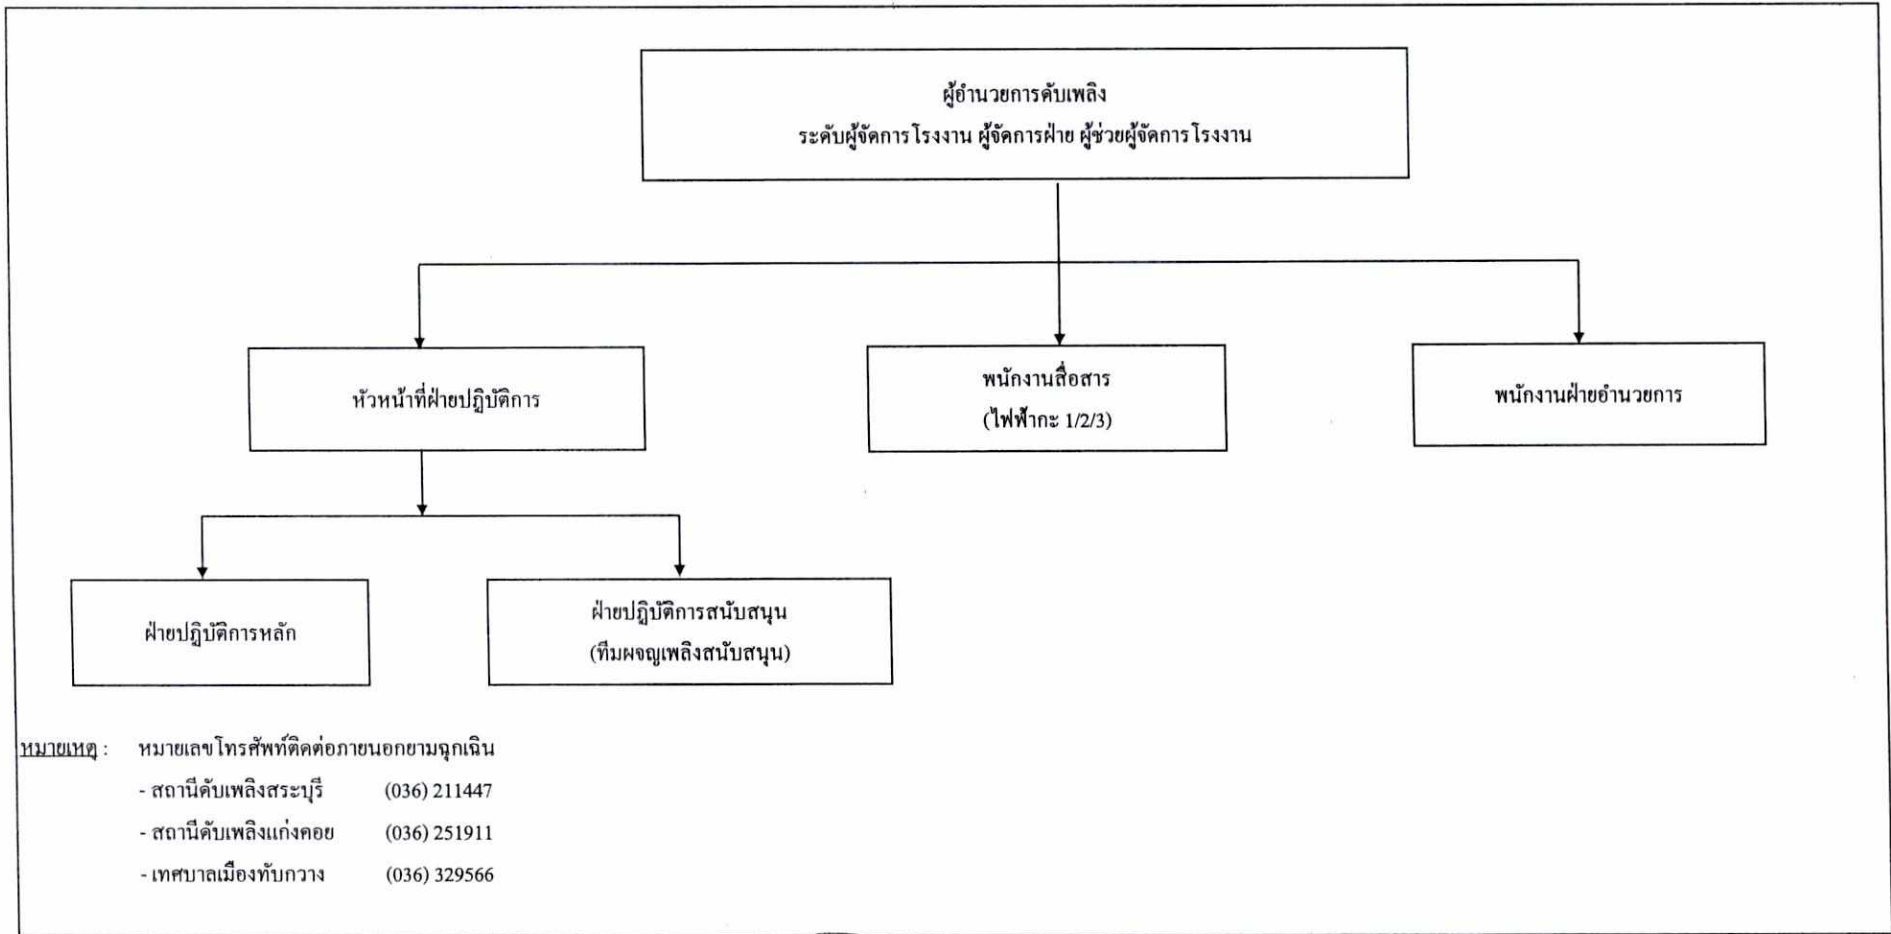 ผู้อำนวยการดับเพลิง
ระดับผู้จัดการโรงงาน ผู้จัดการฝ่าย ผู้ช่วยผู้จัดการโรงงาน
หัวหน้าที่ฝ่ายปฏิบัติการ
พนักงานสื่อสาร
(ไฟฟ้ากะ 1/2/3)
พนักงานฝ่ายอำนวยการ
ฝ่ายปฏิบัติการหลัก
ฝ่ายปฏิบัติการสนับสนุน
(ทีมผจญเพลิงสนับสนุน)
หมายเหตุ : หมายเลขโทรศัพท์ติดต่อภายนอกยามฉุกเฉิน
- สถานีดับเพลิงสระบุรี (036) 211447
- สถานีดับเพลิงแก่งคอย (036) 251911
- เทศบาลเมืองทับกวาง (036) 329566